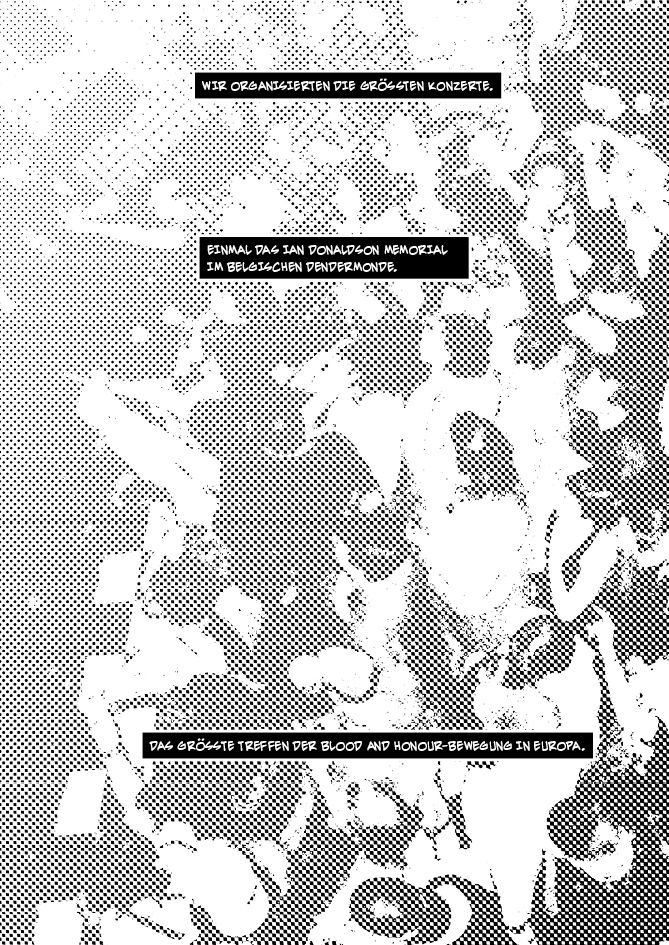 WIR ORGANISIERTEN DIE GRÖSSTEN KONZERTE.
EINMAL DAS IAN DONALDSON MEMORIAL
IM BELGISCHEN DENDERMONDE.
DAS GRÖSSTE TREFFEN DER BLOOD AND HONOUR-BEWEGUNG IN EUROPA.